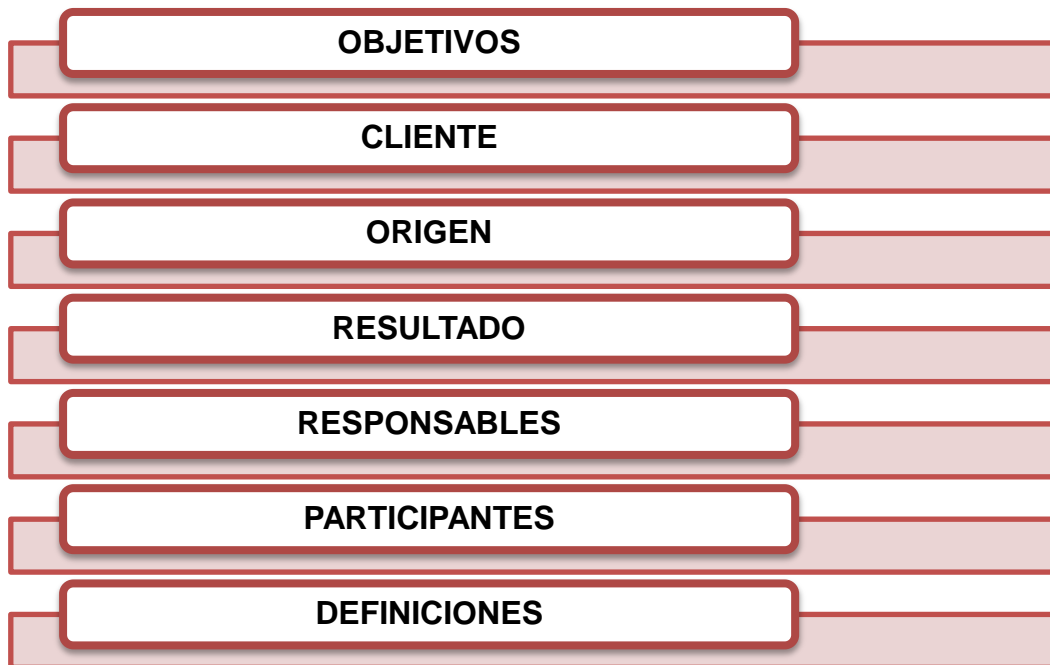 OBJETIVOS
CLIENTE
ORIGEN
RESULTADO
RESPONSABLES
PARTICIPANTES
DEFINICIONES